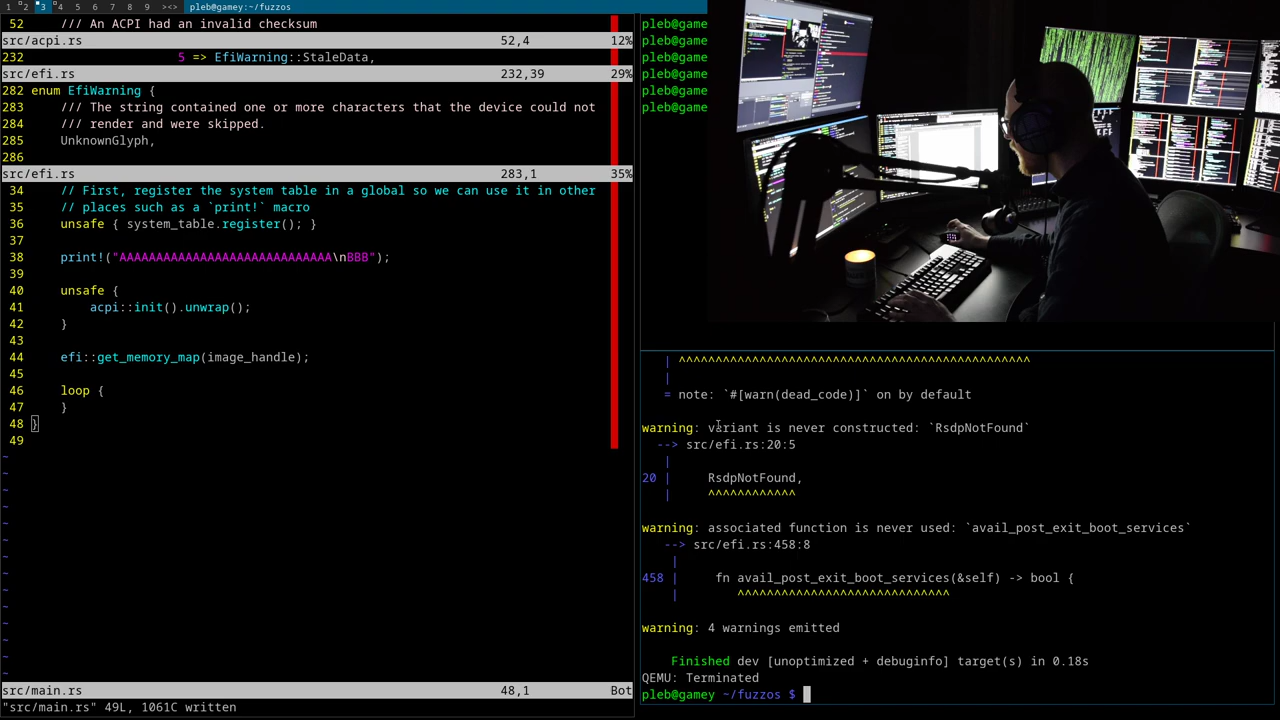 1 2 3 4 5 6 7 8 9 ><> pleb@gamey:~/fuzzos
52 /// An ACPI had an invalid checksum
src/acpi.rs 52,4 12%
232 5 => EfiWarning::StaleData,
src/efi.rs 232,39 29%
282 enum EfiWarning {
283 /// The string contained one or more characters that the device could not
284 /// render and were skipped.
285 UnknownGlyph,
286
src/efi.rs 283,1 35%
34 // First, register the system table in a global so we can use it in other
35 // places such as a `print!` macro
36 unsafe { system_table.register(); }
37
38 print!("AAAAAAAAAAAAAAAAAAAAAAAAAAAAA\nBBB");
39
40 unsafe {
41 acpi::init().unwrap();
42 }
43
44 efi::get_memory_map(image_handle);
45
46 loop {
47 }
48 }
49
~
~
~
~
~
~
~
~
~
~
~
~
~
~
src/main.rs 48,1 Bot
"src/main.rs" 49L, 1061C written
pleb@game
pleb@game
pleb@game
pleb@game
pleb@game
pleb@game
| ^^^^^^^^^^^^^^^^^^^^^^^^^^^^^^^^^^^^^^^^^^^^^^^^
|
= note: `#[warn(dead_code)]` on by default
warning: variant is never constructed: `RsdpNotFound`
--> src/efi.rs:20:5
|
20 | RsdpNotFound,
| ^^^^^^^^^^^^
warning: associated function is never used: `avail_post_exit_boot_services`
--> src/efi.rs:458:8
|
458 | fn avail_post_exit_boot_services(&self) -> bool {
| ^^^^^^^^^^^^^^^^^^^^^^^^^^^^^
warning: 4 warnings emitted
Finished dev [unoptimized + debuginfo] target(s) in 0.18s
QEMU: Terminated
pleb@gamey ~/fuzzos $